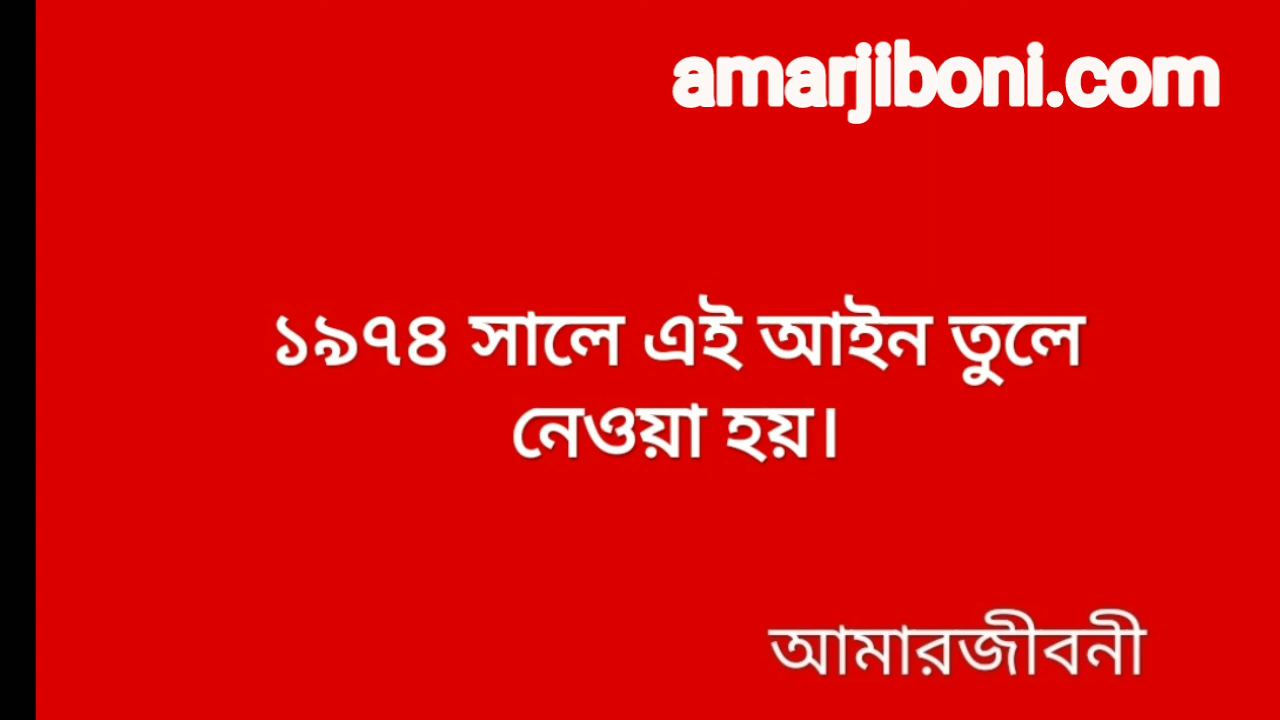 amarjiboni.com
১৯৭৪ সালে এই আইন তুলে
নেওয়া হয়।
আমারজীবনী